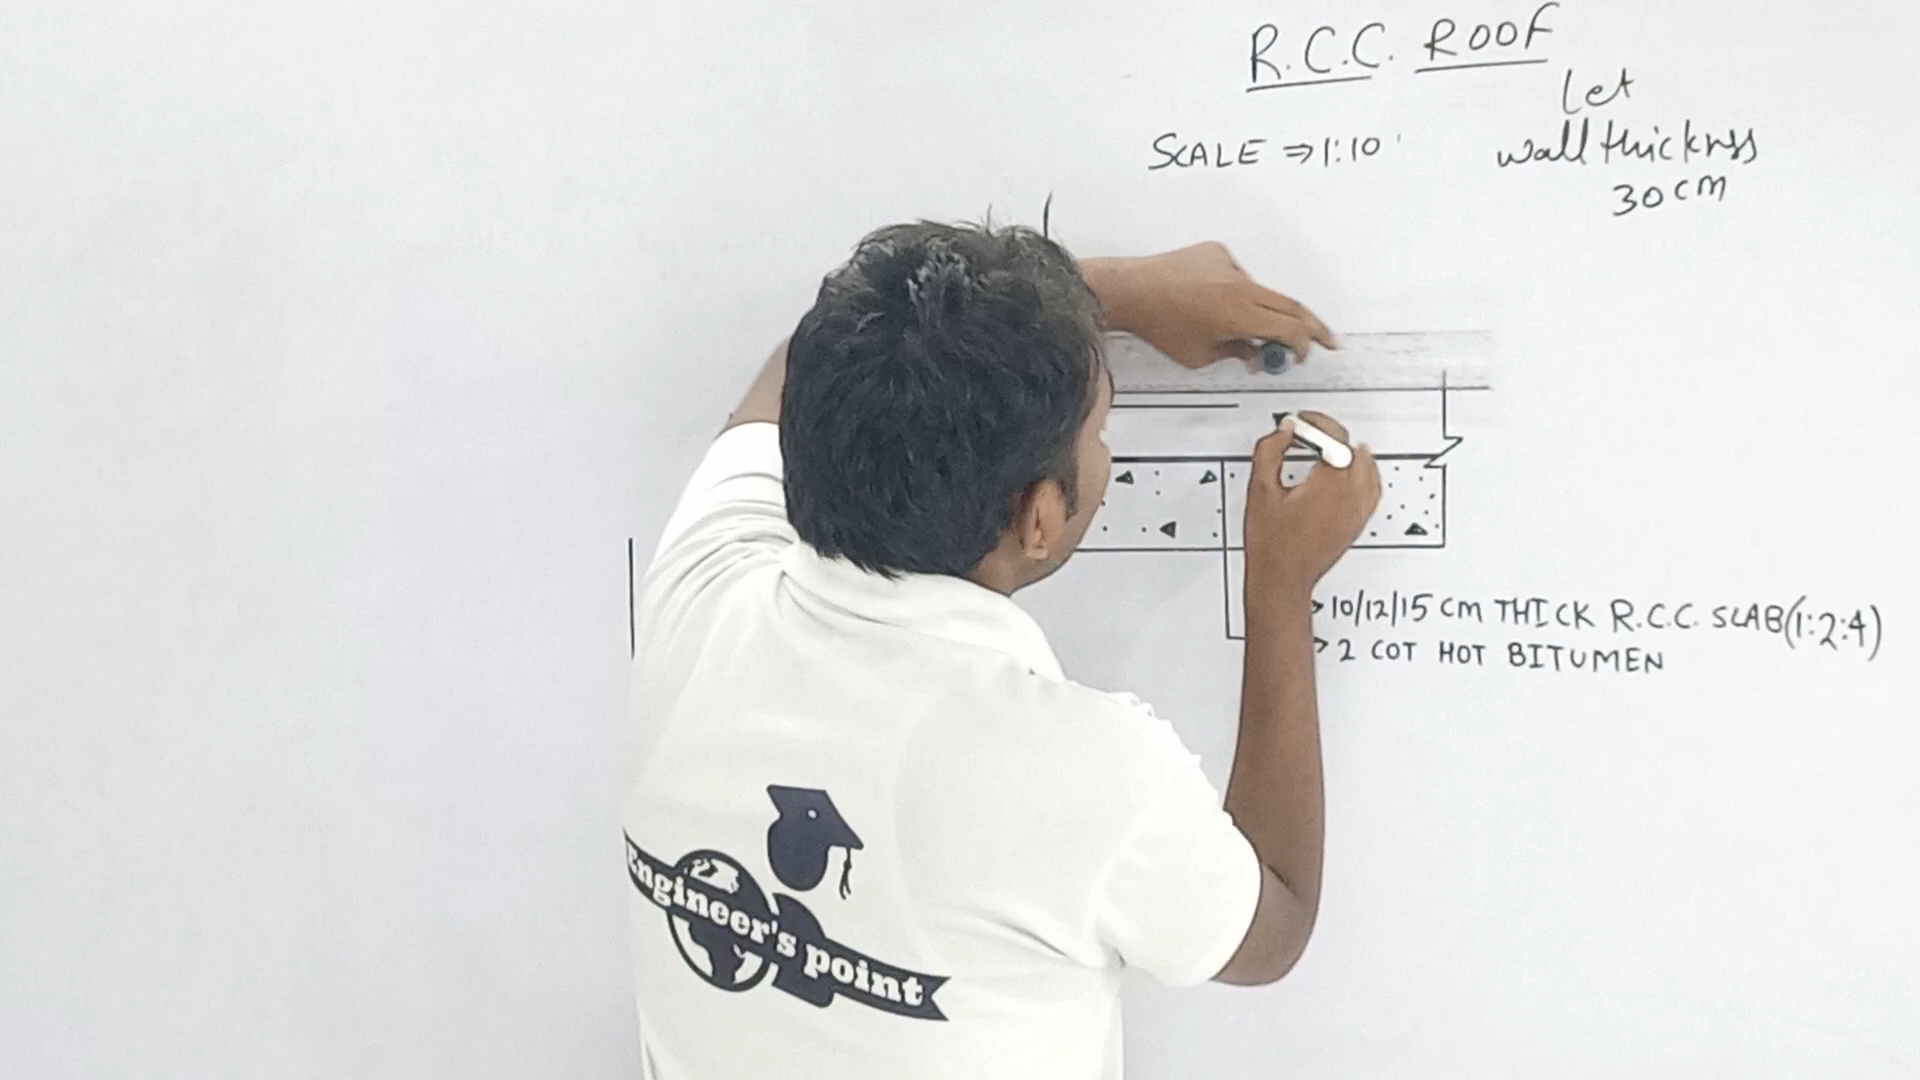 R.C.C. ROOF
SCALE ⇒ 1:10
let
wall thicknss
30 cm
10/12/15 cm THICK R.C.C. SLAB (1:2:4)
2 COT HOT BITUMEN
Engineer's point